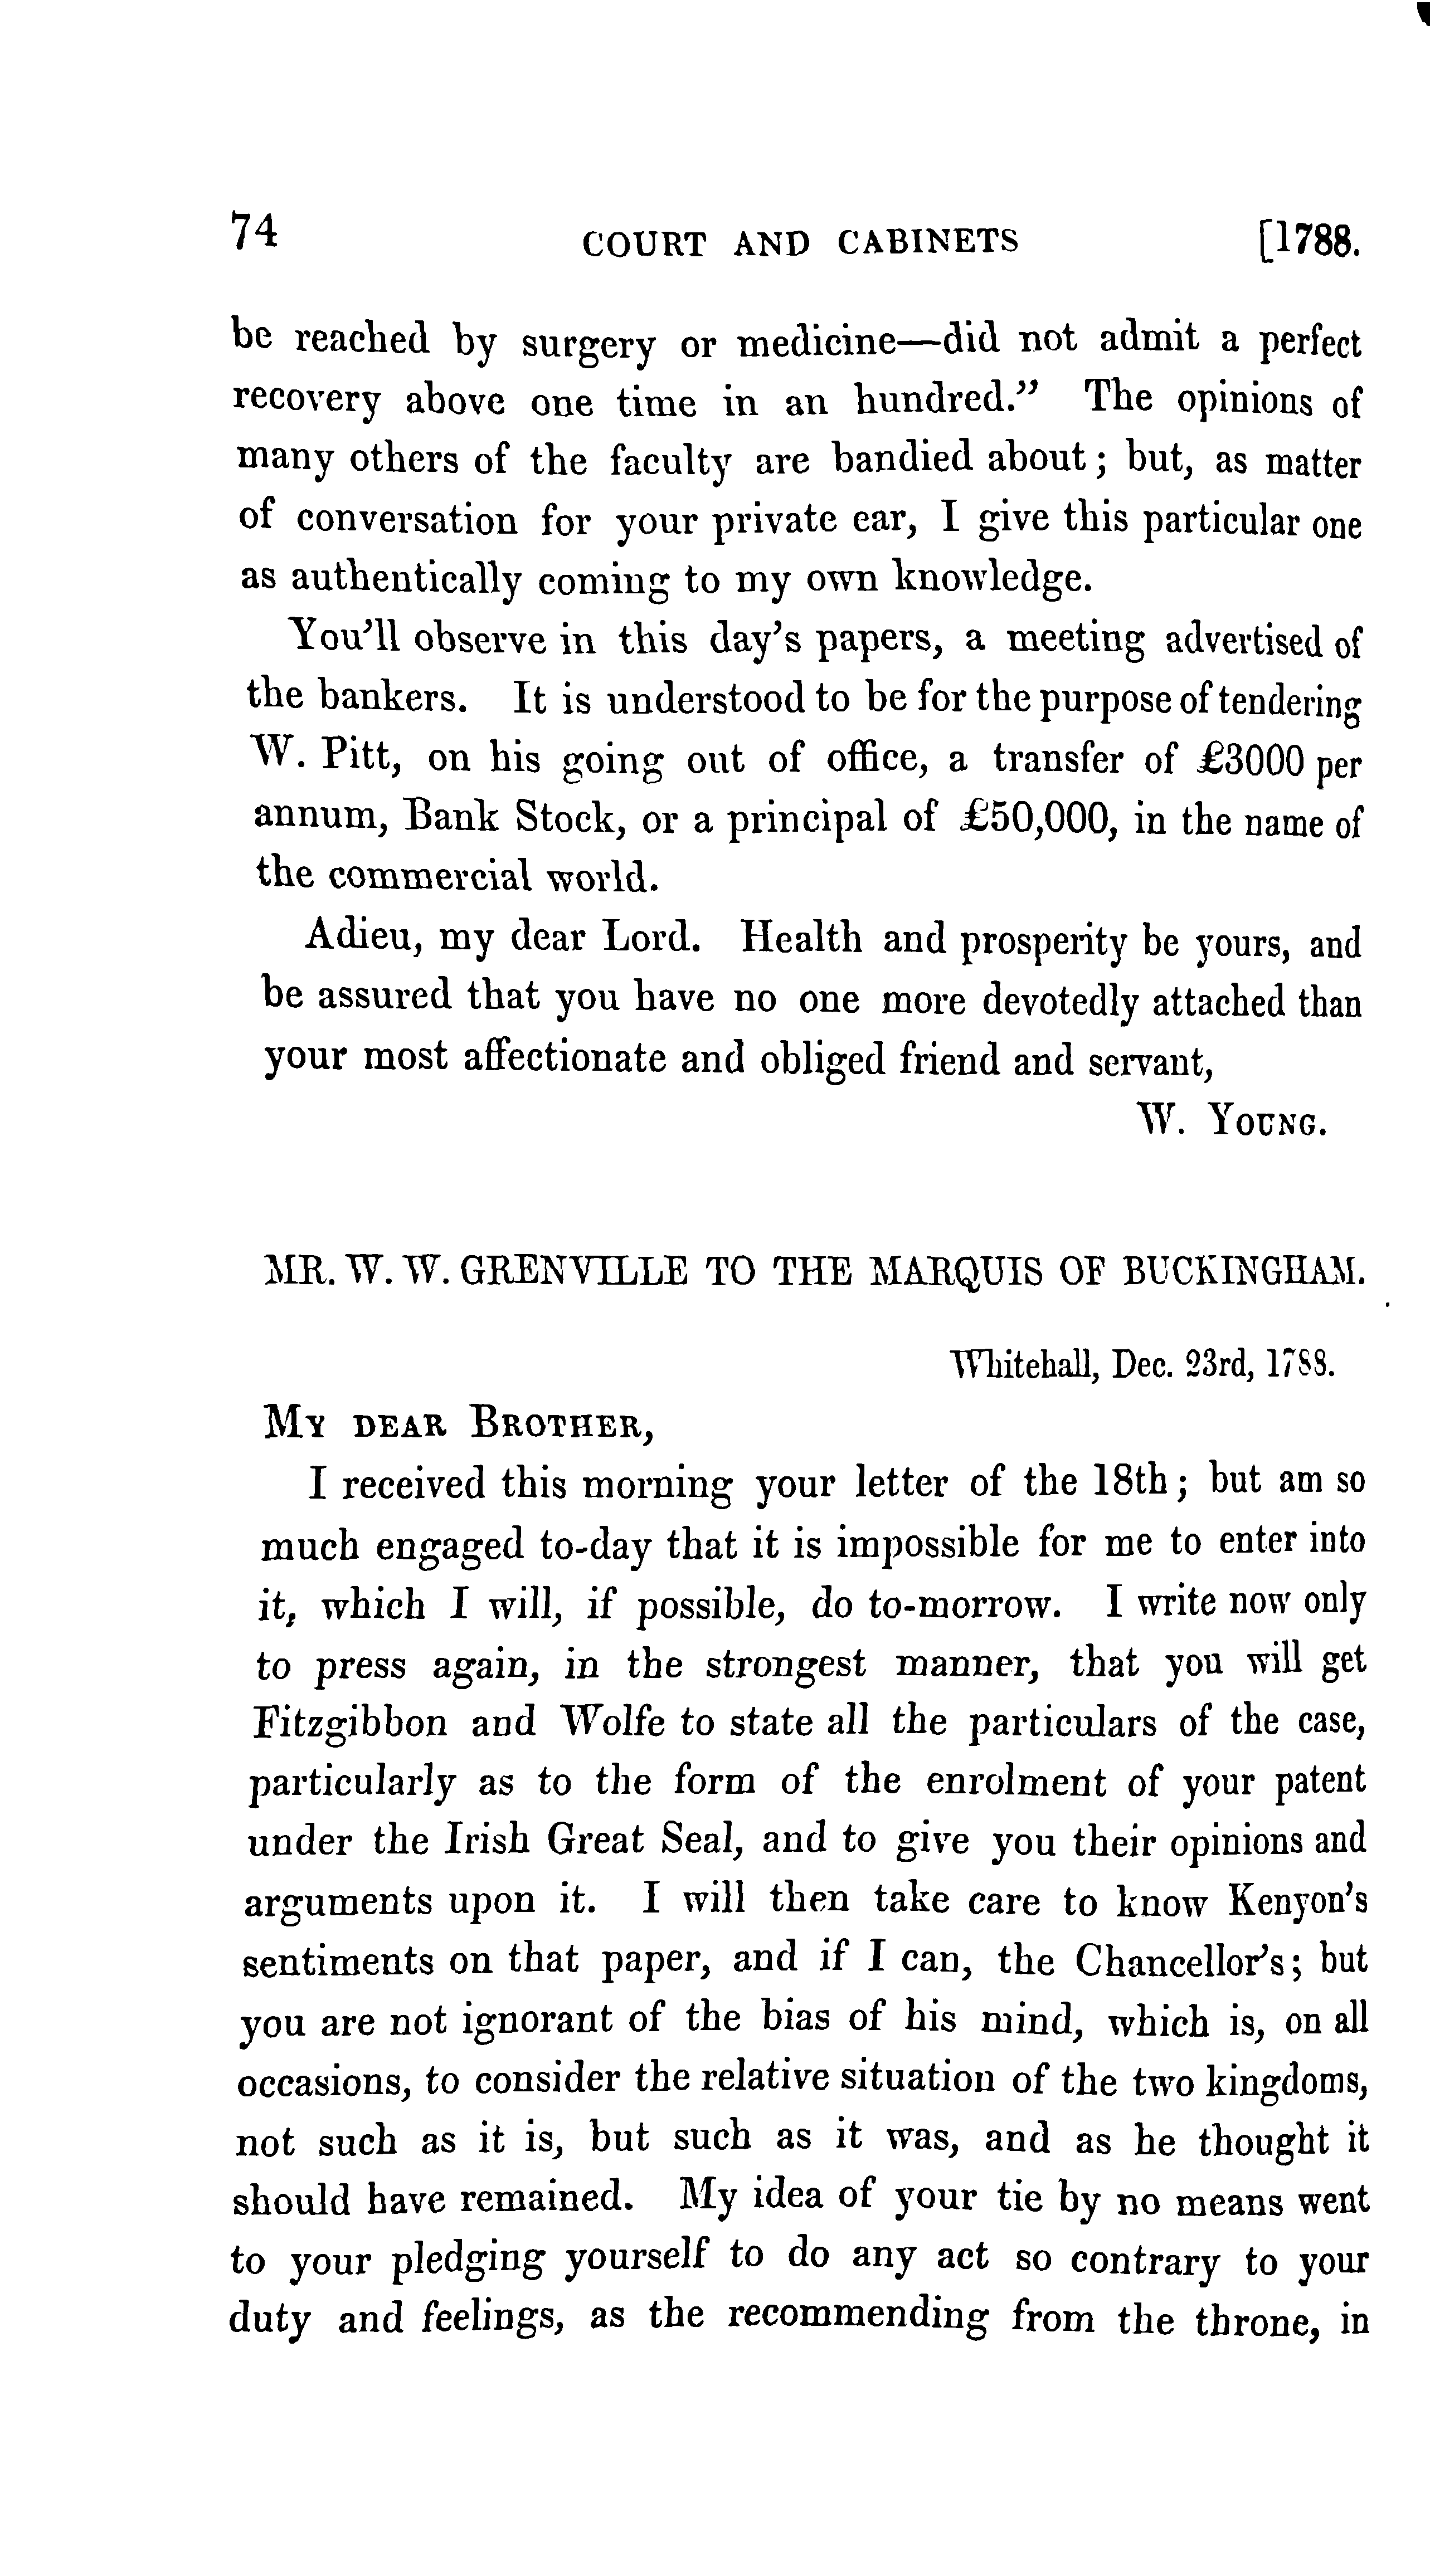 74 COURT AND CABINETS [1788.
be reached by surgery or medicine—did not admit a perfect
recovery above one time in an hundred.” The opinions of
many others of the faculty are bandied about; but, as matter
of conversation for your private ear, I give this particular one
as authentically coming to my own knowledge.
You’ll observe in this day’s papers, a meeting advertised of
the bankers. It is understood to be for the purpose of tendering
W. Pitt, on his going out of office, a transfer of £3000 per
annum, Bank Stock, or a principal of £50,000, in the name of
the commercial world.
Adieu, my dear Lord. Health and prosperity be yours, and
be assured that you have no one more devotedly attached than
your most affectionate and obliged friend and servant,
W. YOUNG.
MR. W. W. GRENVILLE TO THE MARQUIS OF BUCKINGHAM.
Whitehall, Dec. 23rd, 1788.
MY DEAR BROTHER,
I received this morning your letter of the 18th; but am so
much engaged to-day that it is impossible for me to enter into
it, which I will, if possible, do to-morrow. I write now only
to press again, in the strongest manner, that you will get
Fitzgibbon and Wolfe to state all the particulars of the case,
particularly as to the form of the enrolment of your patent
under the Irish Great Seal, and to give you their opinions and
arguments upon it. I will then take care to know Kenyon’s
sentiments on that paper, and if I can, the Chancellor’s; but
you are not ignorant of the bias of his mind, which is, on all
occasions, to consider the relative situation of the two kingdoms,
not such as it is, but such as it was, and as he thought it
should have remained. My idea of your tie by no means went
to your pledging yourself to do any act so contrary to your
duty and feelings, as the recommending from the throne, in